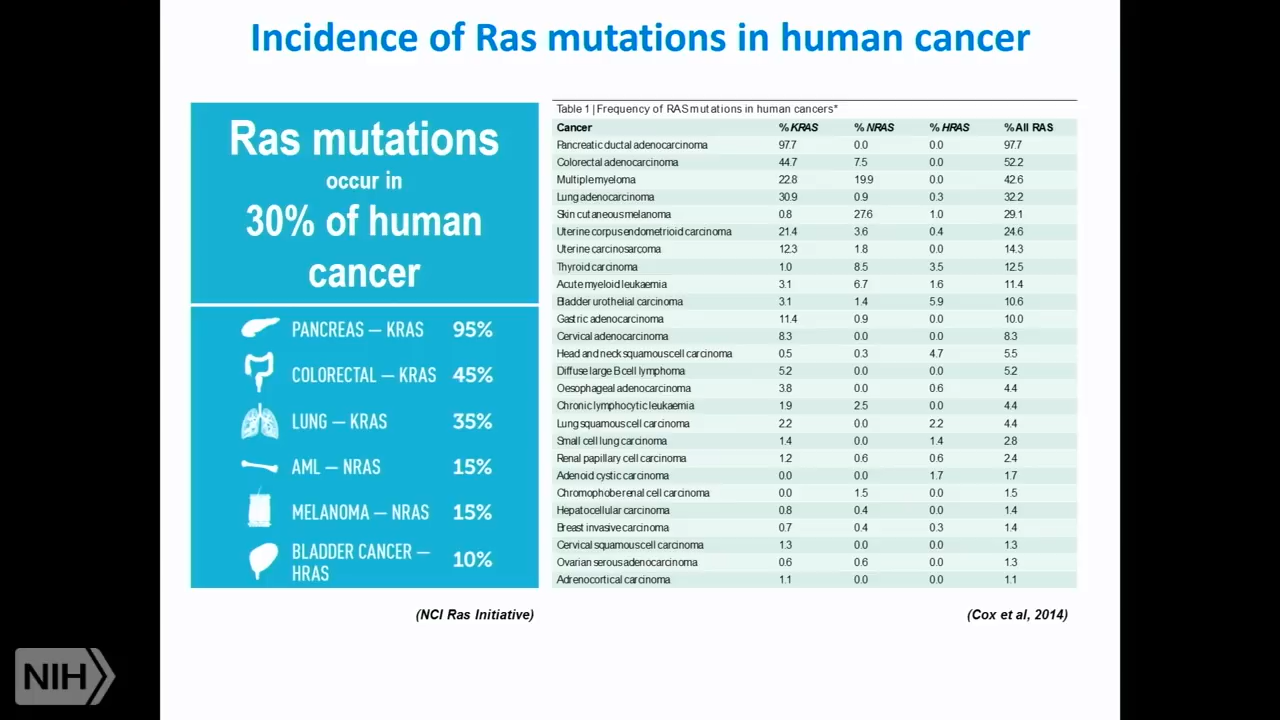 Incidence of Ras mutations in human cancer
Ras mutations
occur in
30% of human
cancer
PANCREAS – KRAS 95%
COLORECTAL – KRAS 45%
LUNG – KRAS 35%
AML – NRAS 15%
MELANOMA – NRAS 15%
BLADDER CANCER –
HRAS 10%
(NCI Ras Initiative)
Table 1 | Frequency of RAS mutations in human cancers*
Cancer % KRAS % NRAS % HRAS % All RAS
Pancreatic ductal adenocarcinoma 97.7 0.0 0.0 97.7
Colorectal adenocarcinoma 44.7 7.5 0.0 52.2
Multiple myeloma 22.8 19.9 0.0 42.6
Lung adenocarcinoma 30.9 0.9 0.3 32.2
Skin cutaneous melanoma 0.8 27.6 1.0 29.1
Uterine corpus endometrioid carcinoma 21.4 3.6 0.4 24.6
Uterine carcinosarcoma 12.3 1.8 0.0 14.3
Thyroid carcinoma 1.0 8.5 3.5 12.5
Acute myeloid leukaemia 3.1 6.7 1.6 11.4
Bladder urothelial carcinoma 3.1 1.4 5.9 10.6
Gastric adenocarcinoma 11.4 0.9 0.0 10.0
Cervical adenocarcinoma 8.3 0.0 0.0 8.3
Head and neck squamous cell carcinoma 0.5 0.3 4.7 5.5
Diffuse large B cell lymphoma 5.2 0.0 0.0 5.2
Oesophageal adenocarcinoma 3.8 0.0 0.6 4.4
Chronic lymphocytic leukaemia 1.9 2.5 0.0 4.4
Lung squamous cell carcinoma 2.2 0.0 2.2 4.4
Small cell lung carcinoma 1.4 0.0 1.4 2.8
Renal papillary cell carcinoma 1.2 0.6 0.6 2.4
Adenoid cystic carcinoma 0.0 0.0 1.7 1.7
Chromophobe renal cell carcinoma 0.0 1.5 0.0 1.5
Hepatocellular carcinoma 0.8 0.4 0.0 1.4
Breast invasive carcinoma 0.7 0.4 0.3 1.4
Cervical squamous cell carcinoma 1.3 0.0 0.0 1.3
Ovarian serous adenocarcinoma 0.6 0.6 0.0 1.3
Adrenocortical carcinoma 1.1 0.0 0.0 1.1
(Cox et al, 2014)
NIH